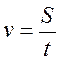 v = S/t